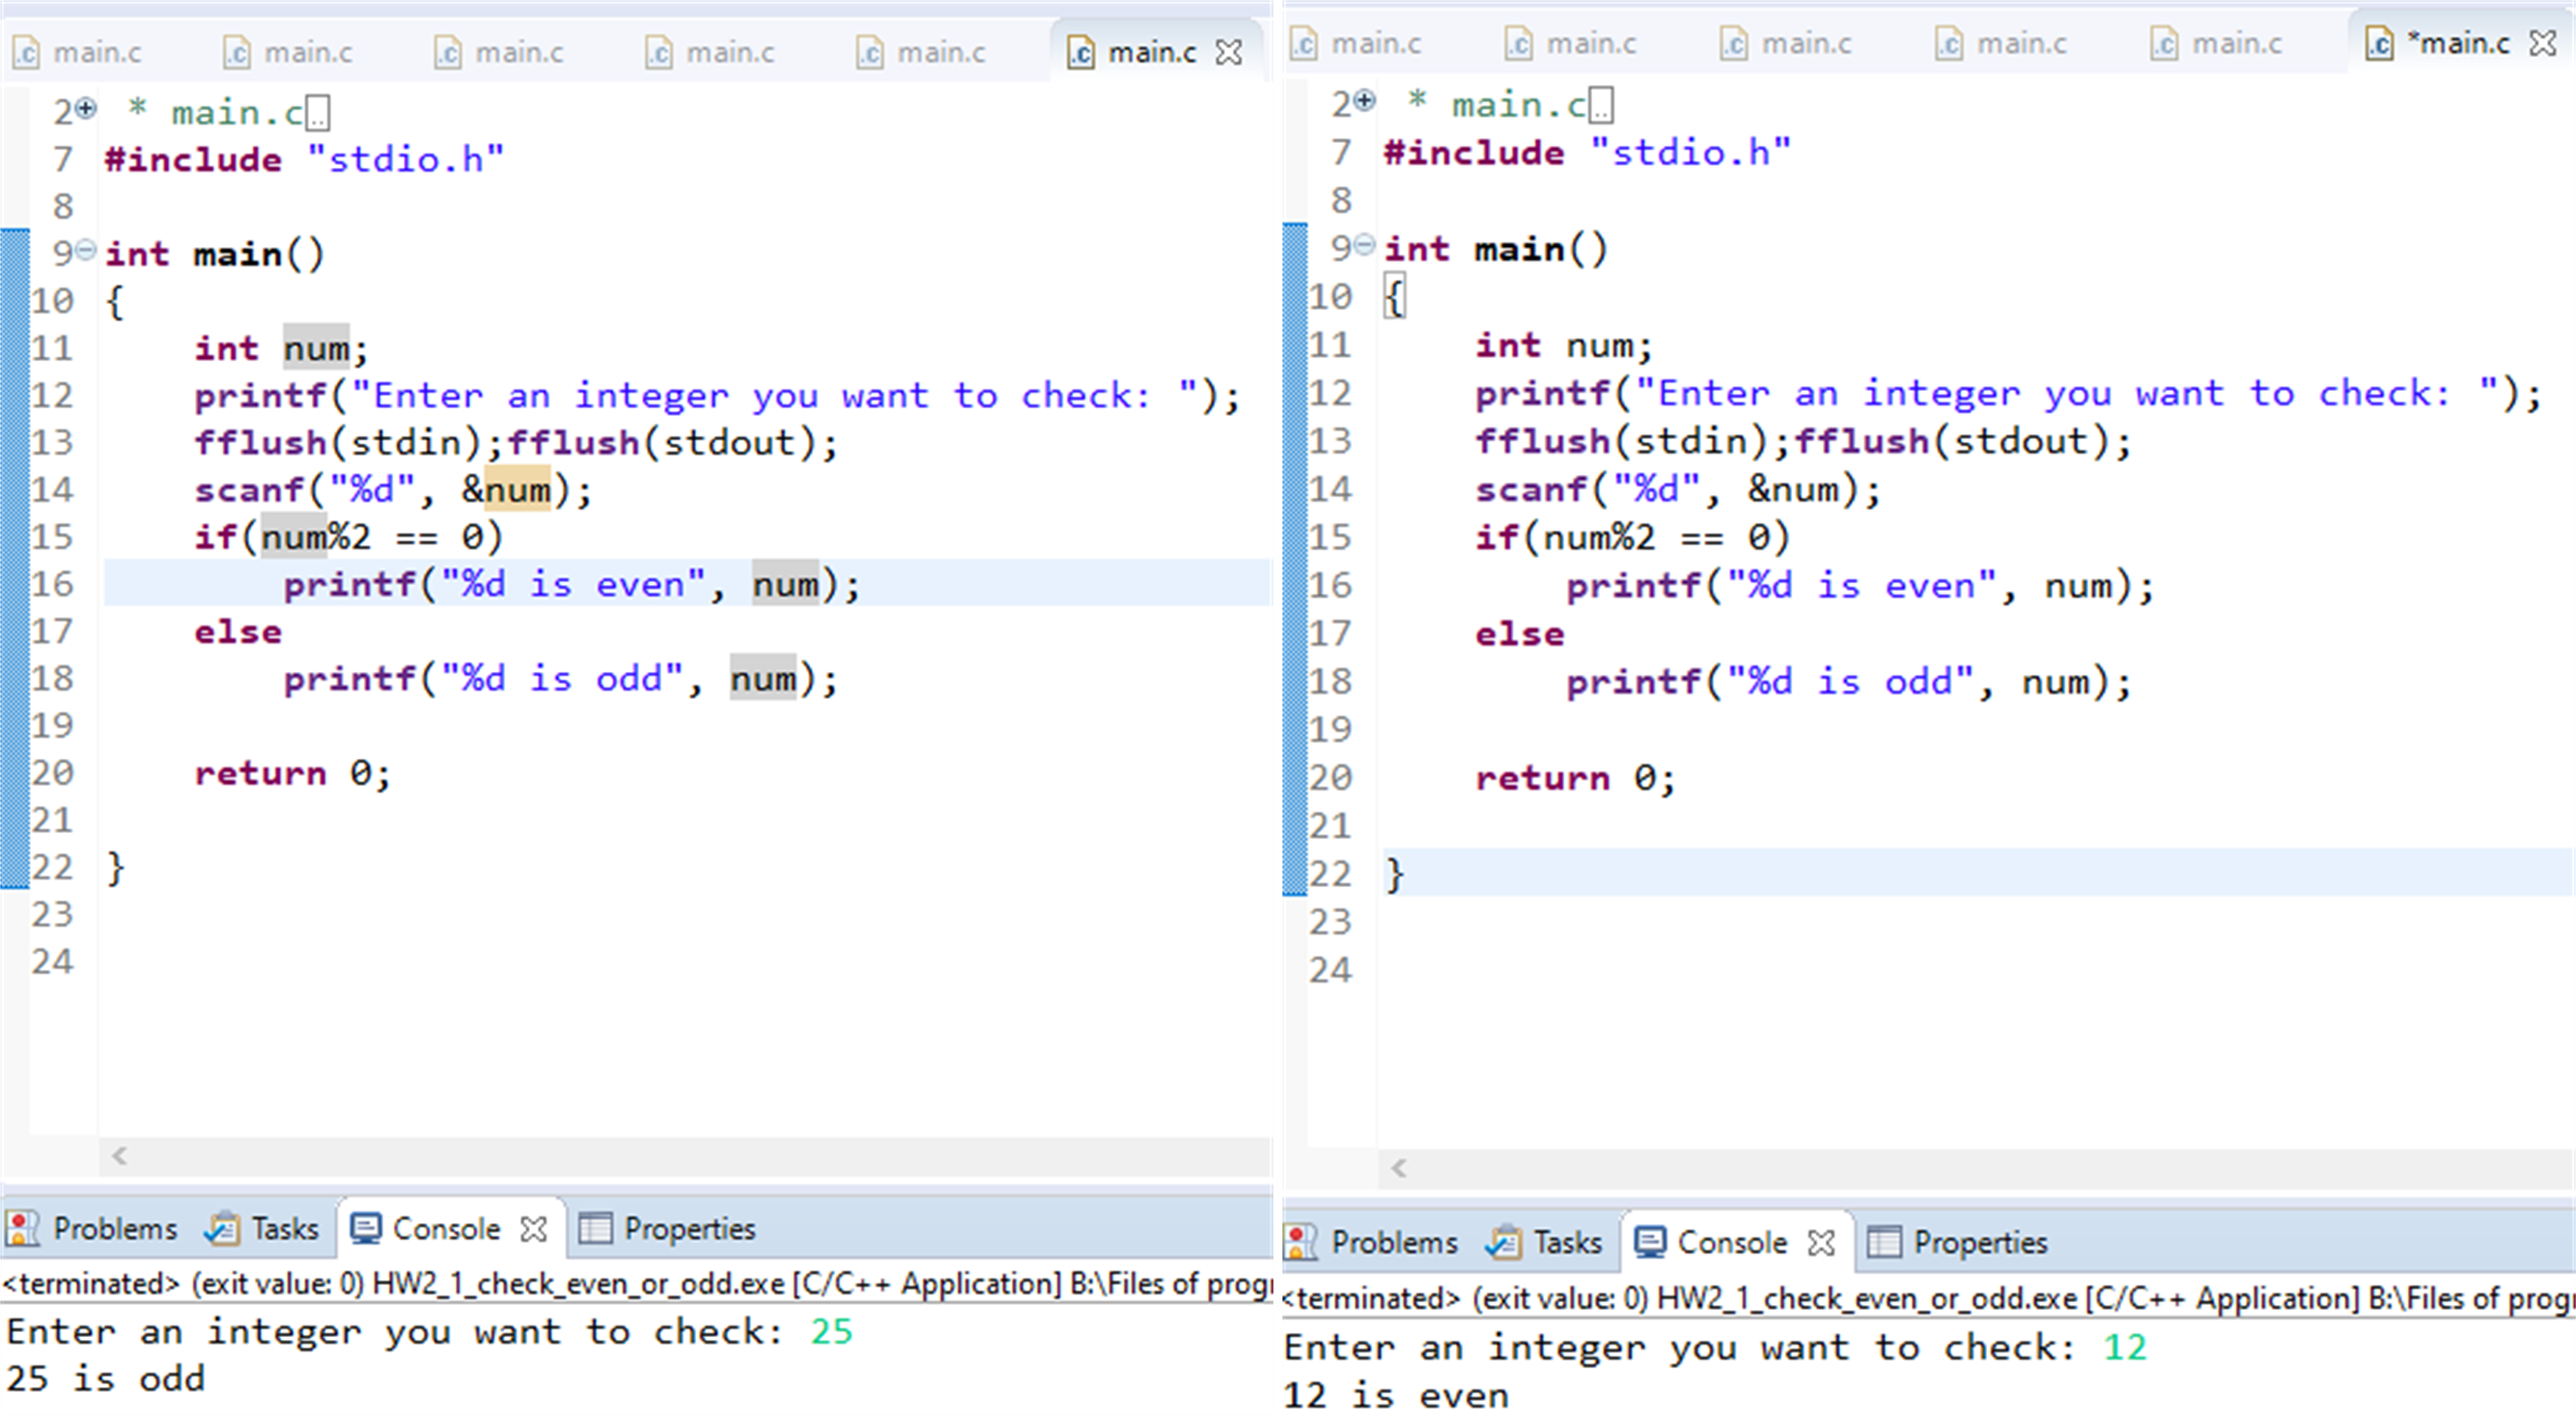 main.c main.c main.c main.c main.c main.c
2 * main.c
7 #include "stdio.h"
8
9 int main()
10 {
11 int num;
12 printf("Enter an integer you want to check: ");
13 fflush(stdin);fflush(stdout);
14 scanf("%d", &num);
15 if(num%2 == 0)
16 printf("%d is even", num);
17 else
18 printf("%d is odd", num);
19
20 return 0;
21
22 }
23
24
Problems Tasks Console Properties
<terminated> (exit value: 0) HW2_1_check_even_or_odd.exe [C/C++ Application] B:\Files of progr
Enter an integer you want to check: 25
25 is odd
main.c main.c main.c main.c main.c *main.c
2 * main.c
7 #include "stdio.h"
8
9 int main()
10 {
11 int num;
12 printf("Enter an integer you want to check: ");
13 fflush(stdin);fflush(stdout);
14 scanf("%d", &num);
15 if(num%2 == 0)
16 printf("%d is even", num);
17 else
18 printf("%d is odd", num);
19
20 return 0;
21
22 }
23
24
Problems Tasks Console Properties
<terminated> (exit value: 0) HW2_1_check_even_or_odd.exe [C/C++ Application] B:\Files of progr
Enter an integer you want to check: 12
12 is even